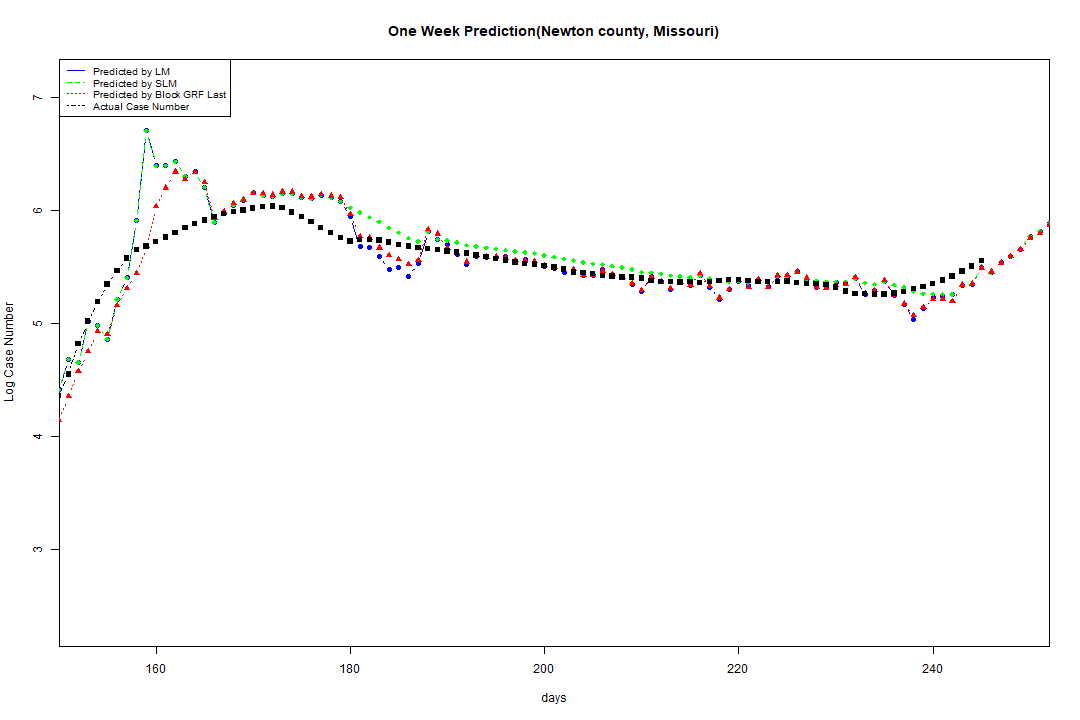 One Week Prediction(Newton county, Missouri)
Predicted by LM
Predicted by SLM
Predicted by Block GRF Last
Actual Case Number
7
6
5
4
3
Log Case Number
160 180 200 220 240
days